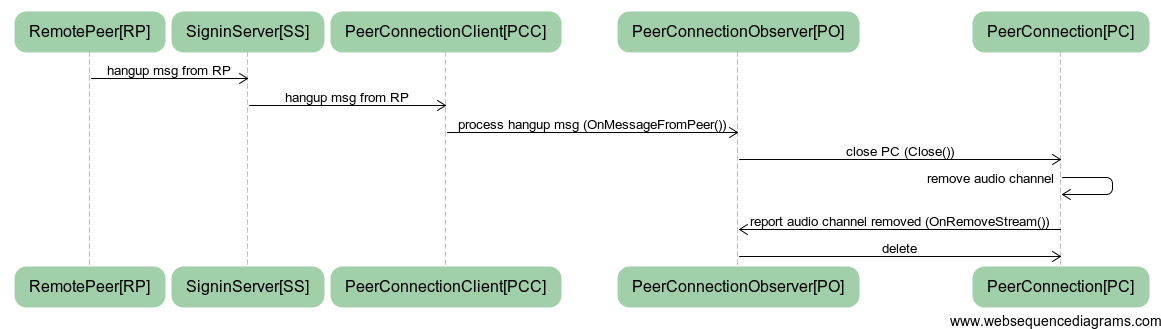 RemotePeer[RP] SigninServer[SS] PeerConnectionClient[PCC] PeerConnectionObserver[PO] PeerConnection[PC]
hangup msg from RP
hangup msg from RP
process hangup msg (OnMessageFromPeer())
close PC (Close())
remove audio channel
report audio channel removed (OnRemoveStream())
delete
RemotePeer[RP] SigninServer[SS] PeerConnectionClient[PCC] PeerConnectionObserver[PO] PeerConnection[PC]
www.websequencediagrams.com